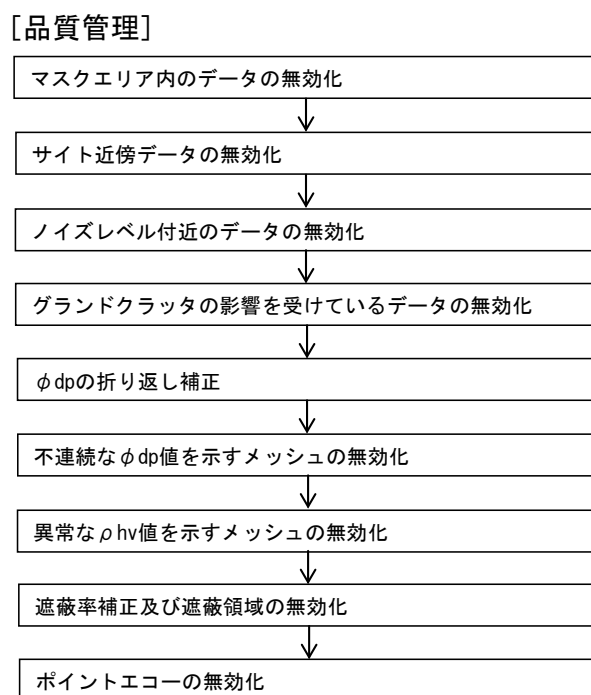 [品質管理]
マスクエリア内のデータの無効化
サイト近傍データの無効化
ノイズレベル付近のデータの無効化
グランドクラッタの影響を受けているデータの無効化
φdpの折り返し補正
不連続なφdp値を示すメッシュの無効化
異常なρhv値を示すメッシュの無効化
遮蔽率補正及び遮蔽領域の無効化
ポイントエコーの無効化